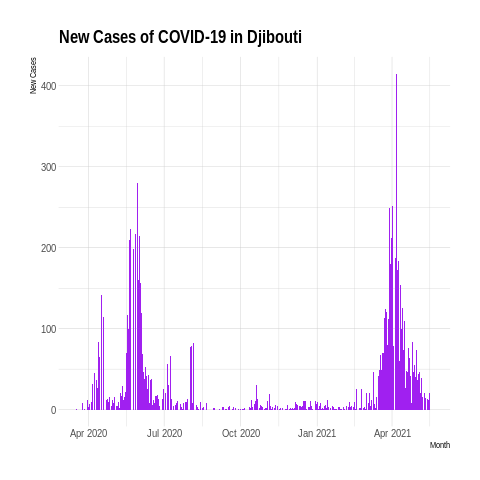 New Cases of COVID-19 in Djibouti
New Cases
400
300
200
100
0
Apr 2020 Jul 2020 Oct 2020 Jan 2021 Apr 2021
Month